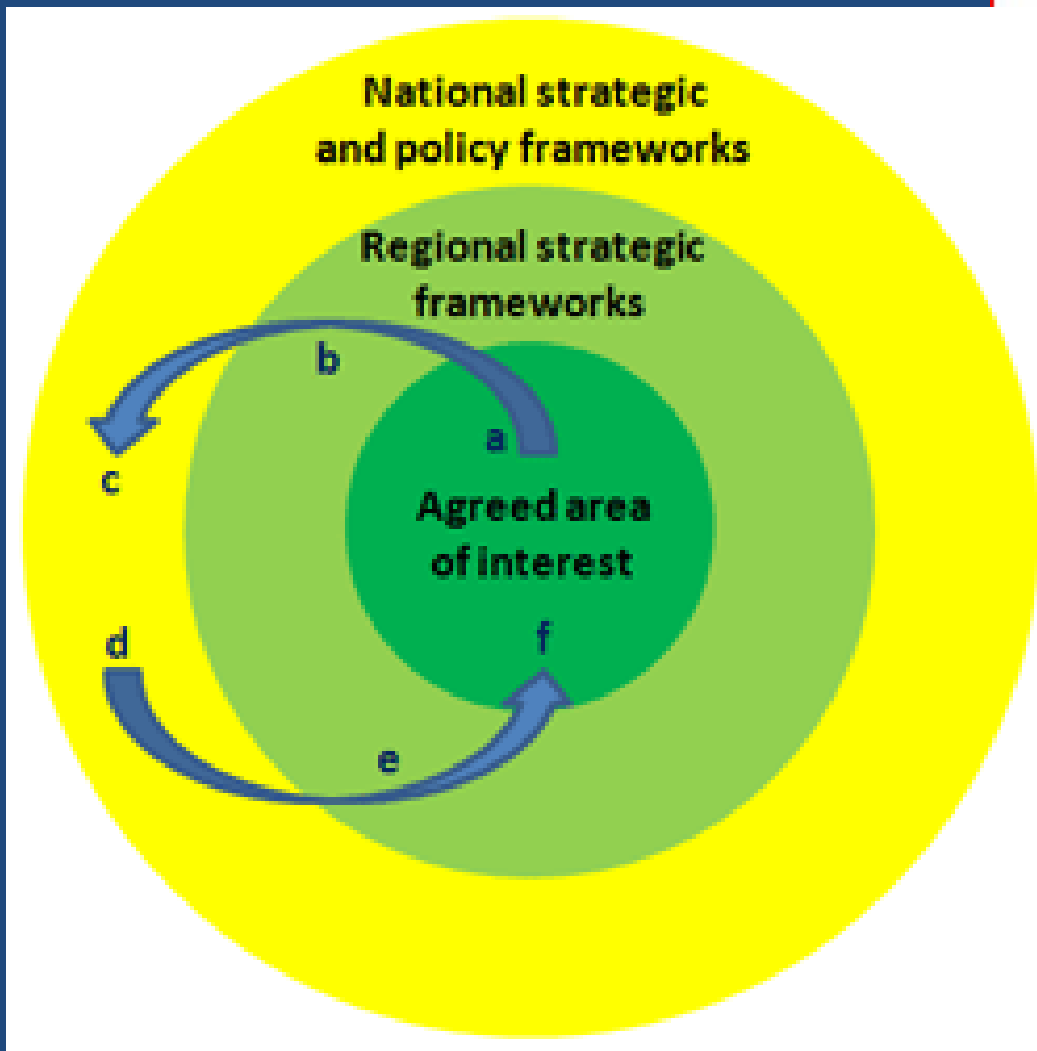 National strategic
and policy frameworks
Regional strategic
frameworks
b
a
c
Agreed area
of interest
d
f
e